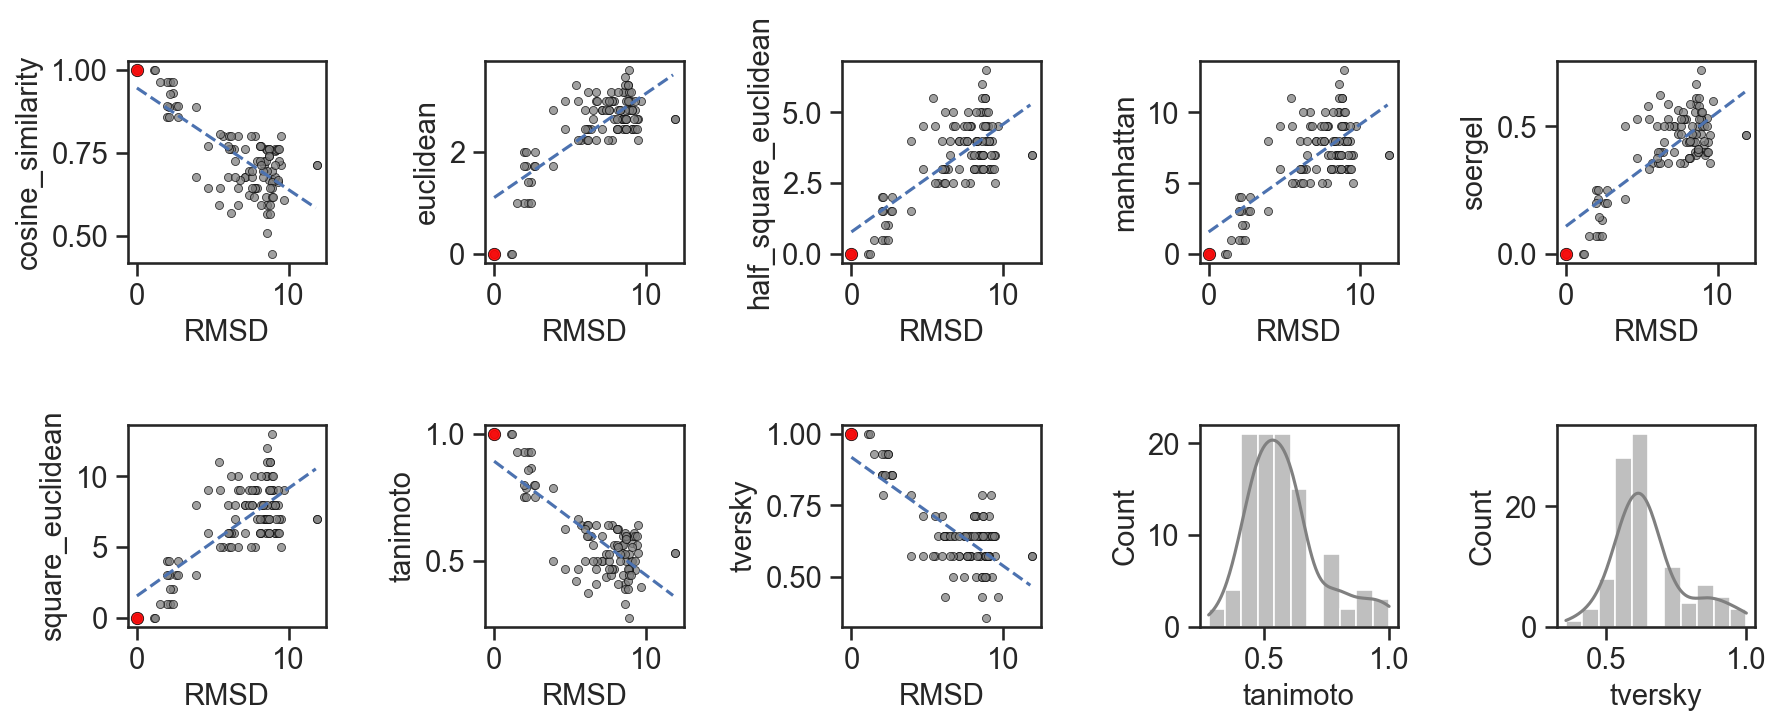 cosine_similarity
1.00
0.75
0.50
0
10
RMSD
euclidean
2
0
0
10
RMSD
half_square_euclidean
5.0
2.5
0.0
0
10
RMSD
manhattan
10
5
0
0
10
RMSD
soergel
0.5
0.0
0
10
RMSD
square_euclidean
10
5
0
0
10
RMSD
tanimoto
1.0
0.5
0
10
RMSD
tversky
1.00
0.75
0.50
0
10
RMSD
Count
20
10
0
0.5
1.0
tanimoto
Count
20
0
0.5
1.0
tversky